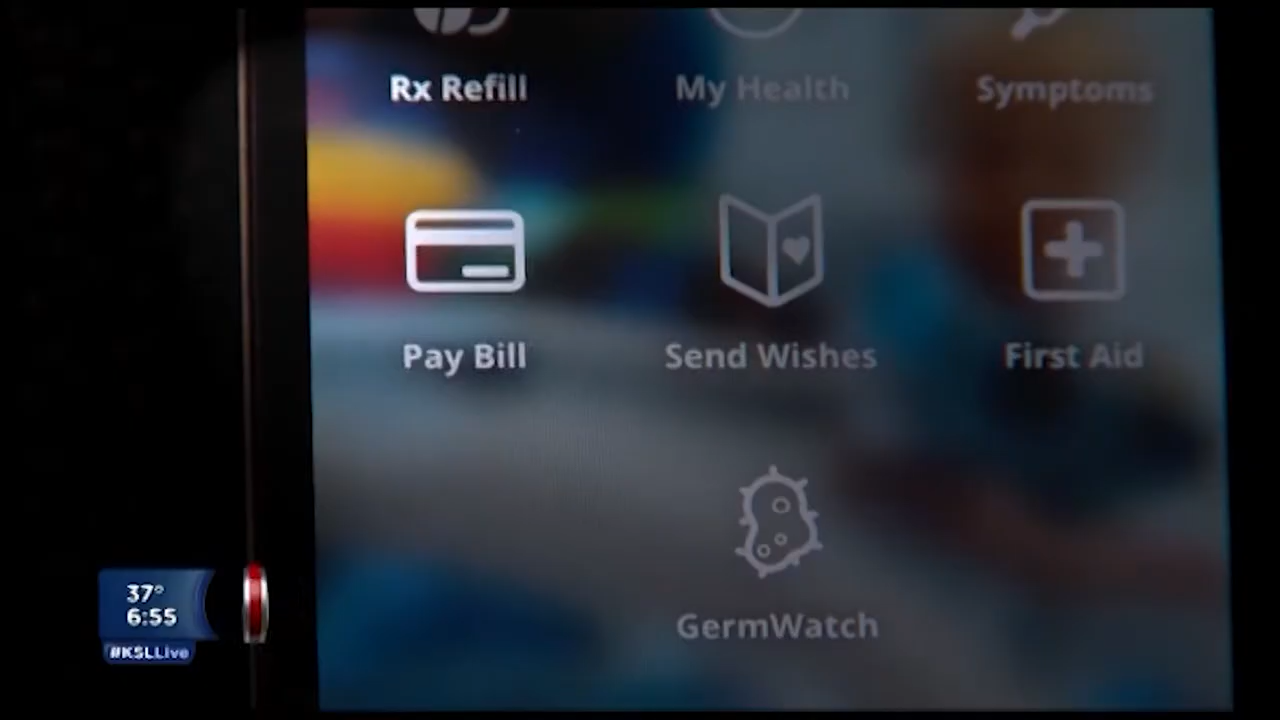 Rx Refill
My Health
Symptoms
Pay Bill
Send Wishes
First Aid
GermWatch
37°
6:55
#KSLLive